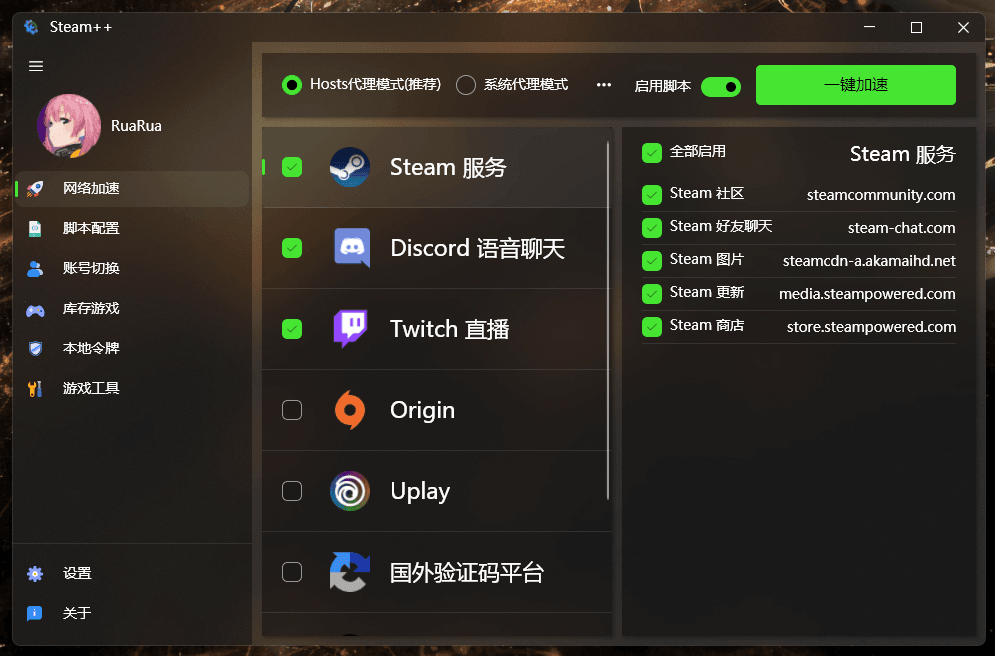 Steam++
RuaRua
网络加速
脚本配置
账号切换
库存游戏
本地令牌
游戏工具
设置
关于
Hosts代理模式(推荐) 系统代理模式 ••• 启用脚本 一键加速
Steam 服务
Discord 语音聊天
Twitch 直播
Origin
Uplay
国外验证码平台
全部启用 Steam 服务
Steam 社区 steamcommunity.com
Steam 好友聊天 steam-chat.com
Steam 图片 steamcdn-a.akamaihd.net
Steam 更新 media.steampowered.com
Steam 商店 store.steampowered.com